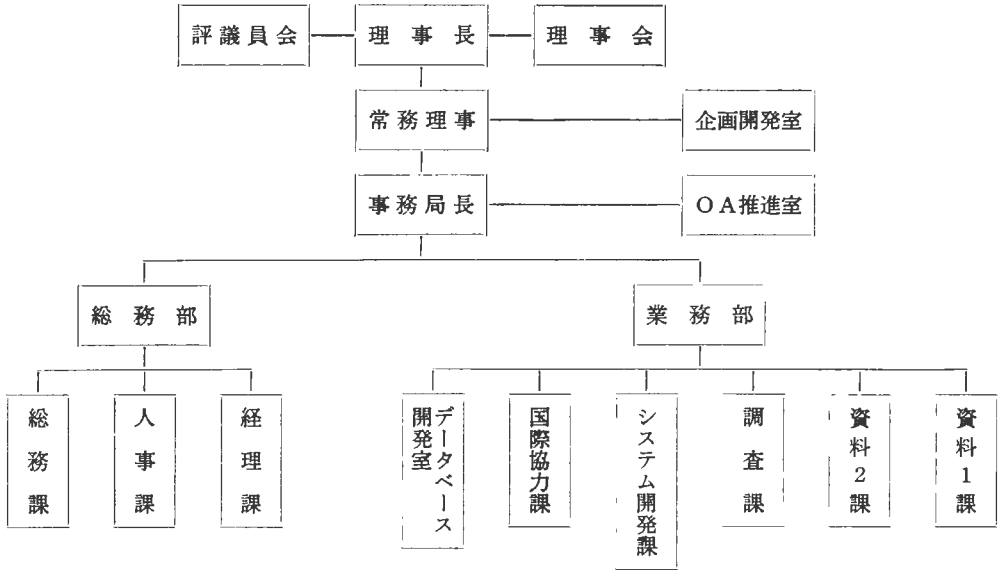 評議員会
理事長
理事会
常務理事
企画開発室
事務局長
ＯＡ推進室
総務部
業務部
総務課
人事課
経理課
データベース
開発室
国際協力課
システム開発課
調査課
資料２課
資料１課